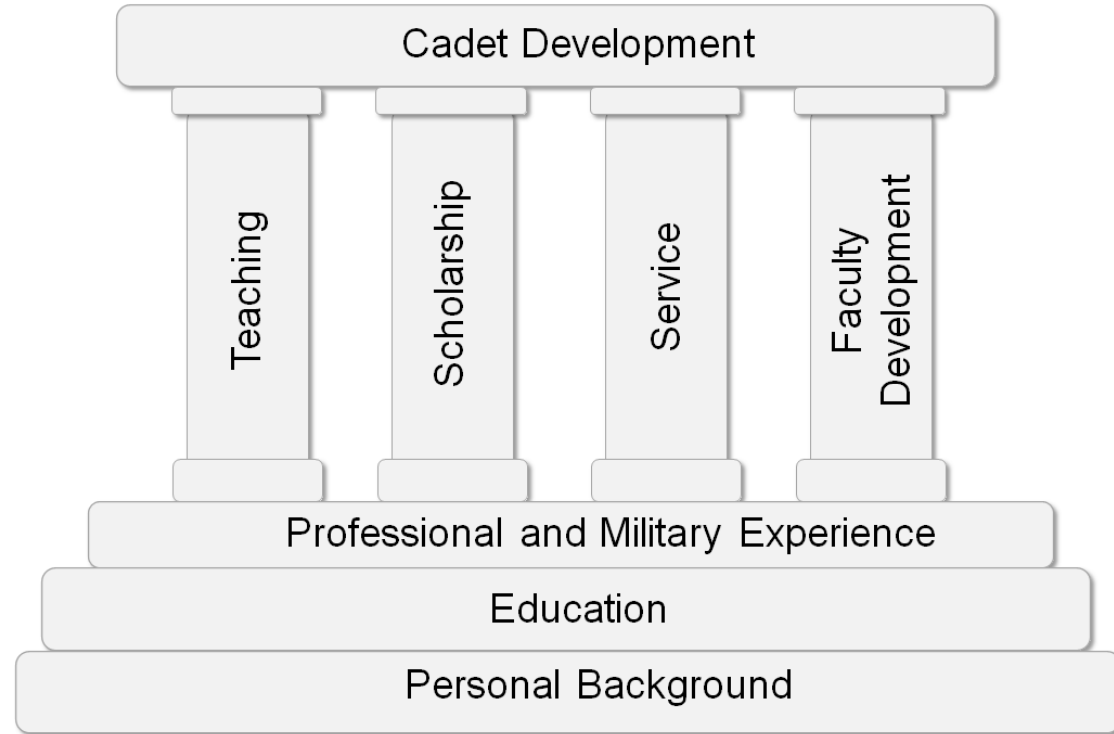 Cadet Development
Teaching
Scholarship
Service
Faculty
Development
Professional and Military Experience
Education
Personal Background